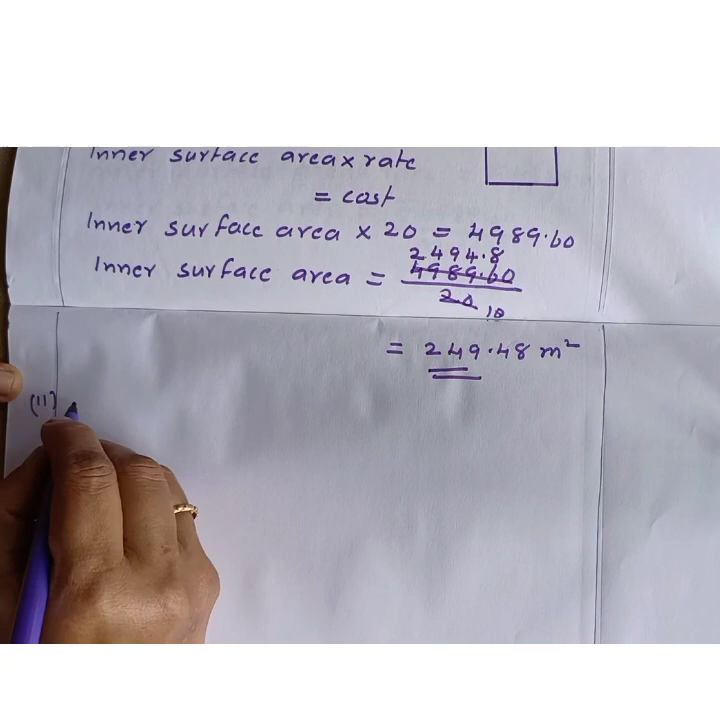 Inner surface area x rate
= cost
Inner surface area x 20 = 4989.60
2494.8
Inner surface area = 4989.60
20 10
= 249.48 m²
(11)